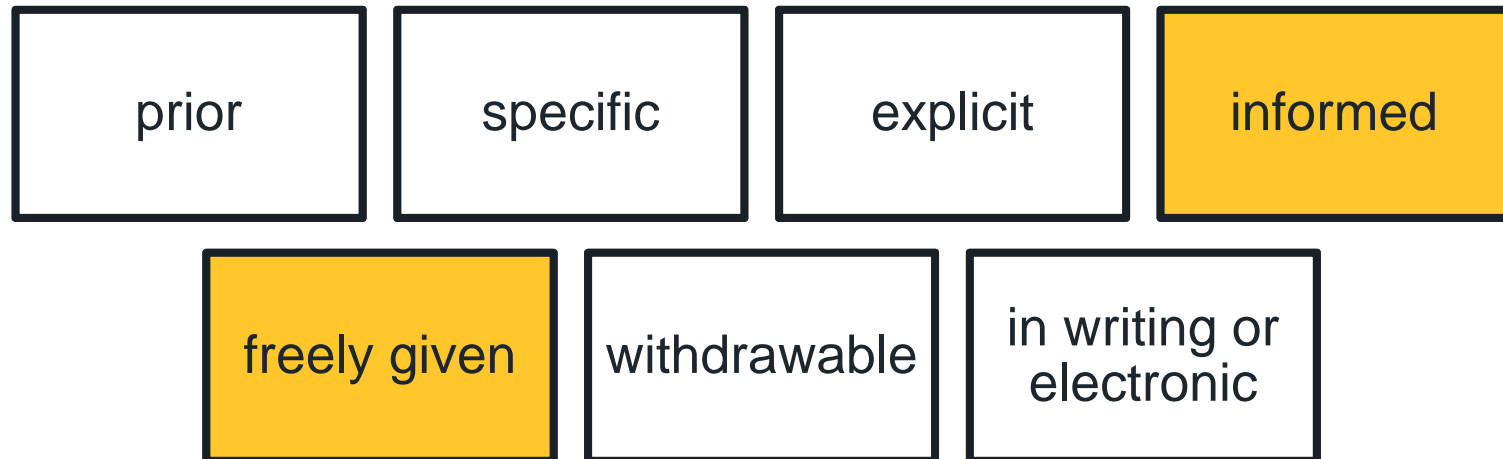 prior
specific
explicit
informed
freely given
withdrawable
in writing or
electronic